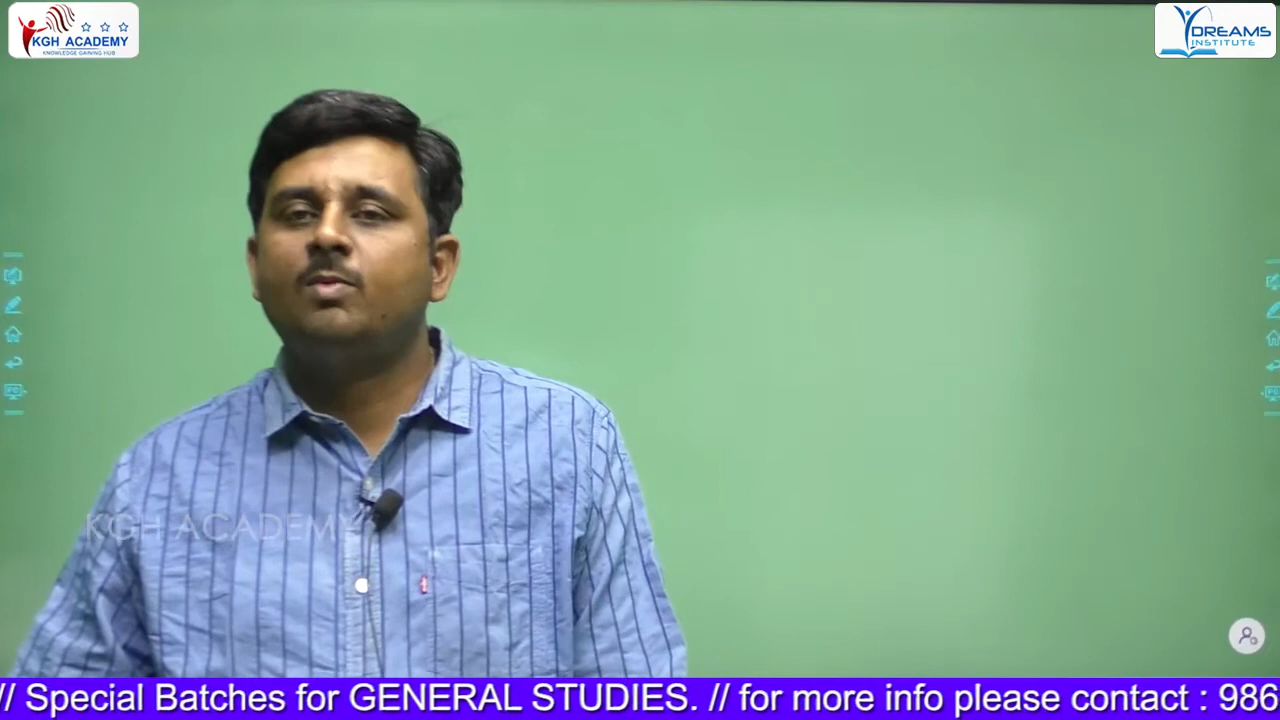 KGH ACADEMY
KNOWLEDGE GAINING HUB
YDREAMS
INSTITUTE
KGH ACADEMY
// Special Batches for GENERAL STUDIES. // for more info please contact : 986